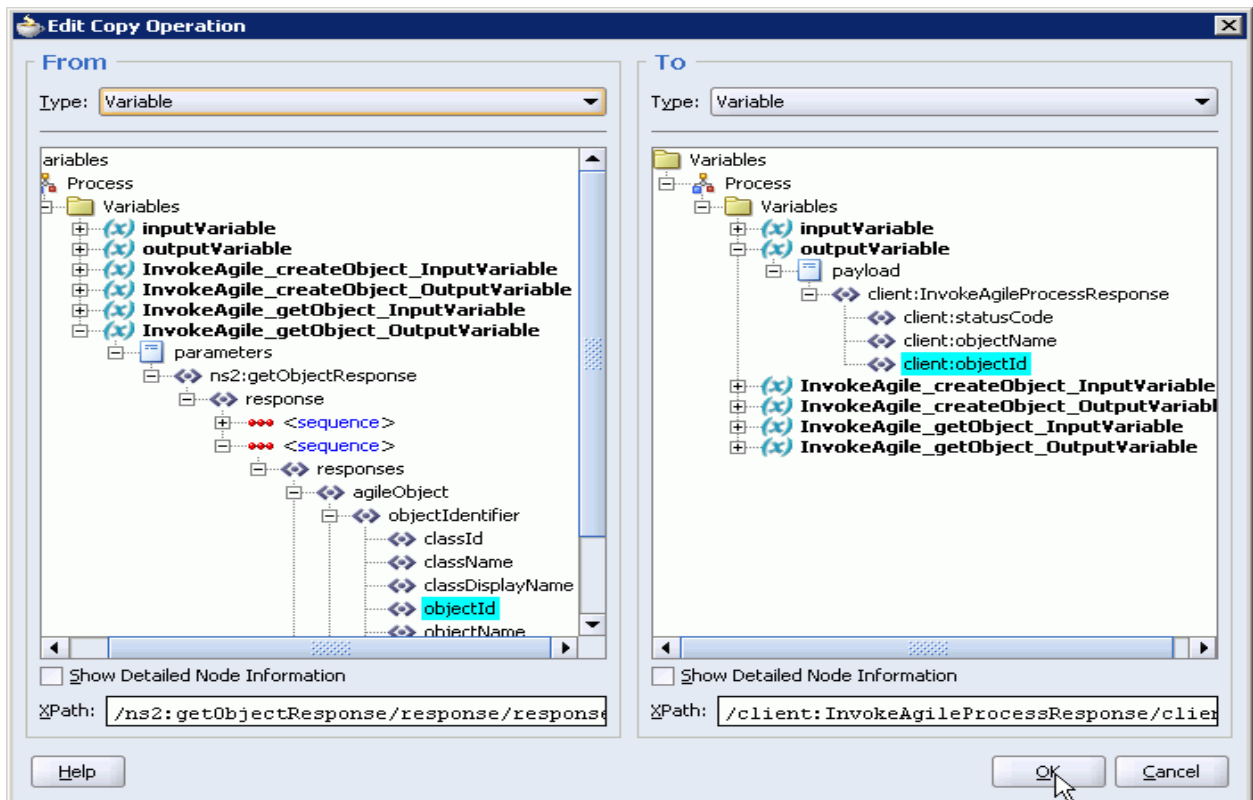 Edit Copy Operation
From
Type: Variable
ariables
Process
Variables
inputVariable
outputVariable
InvokeAgile_createObject_InputVariable
InvokeAgile_createObject_OutputVariable
InvokeAgile_getObject_InputVariable
InvokeAgile_getObject_OutputVariable
parameters
ns2:getObjectResponse
response
<sequence>
<sequence>
responses
agileObject
objectIdentifier
classId
className
classDisplayName
objectId
objectName
Show Detailed Node Information
XPath: /ns2:getObjectResponse/response/response
To
Type: Variable
Variables
Process
Variables
inputVariable
outputVariable
payload
client:InvokeAgileProcessResponse
client:statusCode
client:objectName
client:objectId
InvokeAgile_createObject_InputVariable
InvokeAgile_createObject_OutputVariabl
InvokeAgile_getObject_InputVariable
InvokeAgile_getObject_OutputVariable
Show Detailed Node Information
XPath: /client:InvokeAgileProcessResponse/clien
Help
OK
Cancel